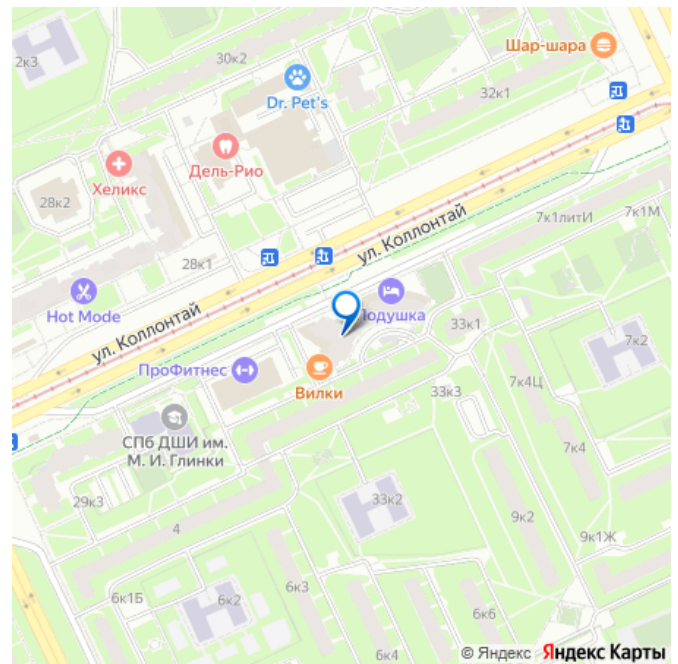 Шар-шара
30к2
2к3
Dr. Pet's
32к1
Дель-Рио
Хеликс
28к2
7к1литИ
7к1М
ул. Коллонтай
28к1
Hot Mode
Подушка
33к1
ул. Коллонтай
7к2
ПроФитнес
Вилки
33к3
7к4Ц
СПб ДШИ им.
М. И. Глинки
7к4
29к3
33к2
4
9к2
9к1Ж
6к1Б
6к2
6к3
6к6
6к4
© Яндекс Яндекс Карты